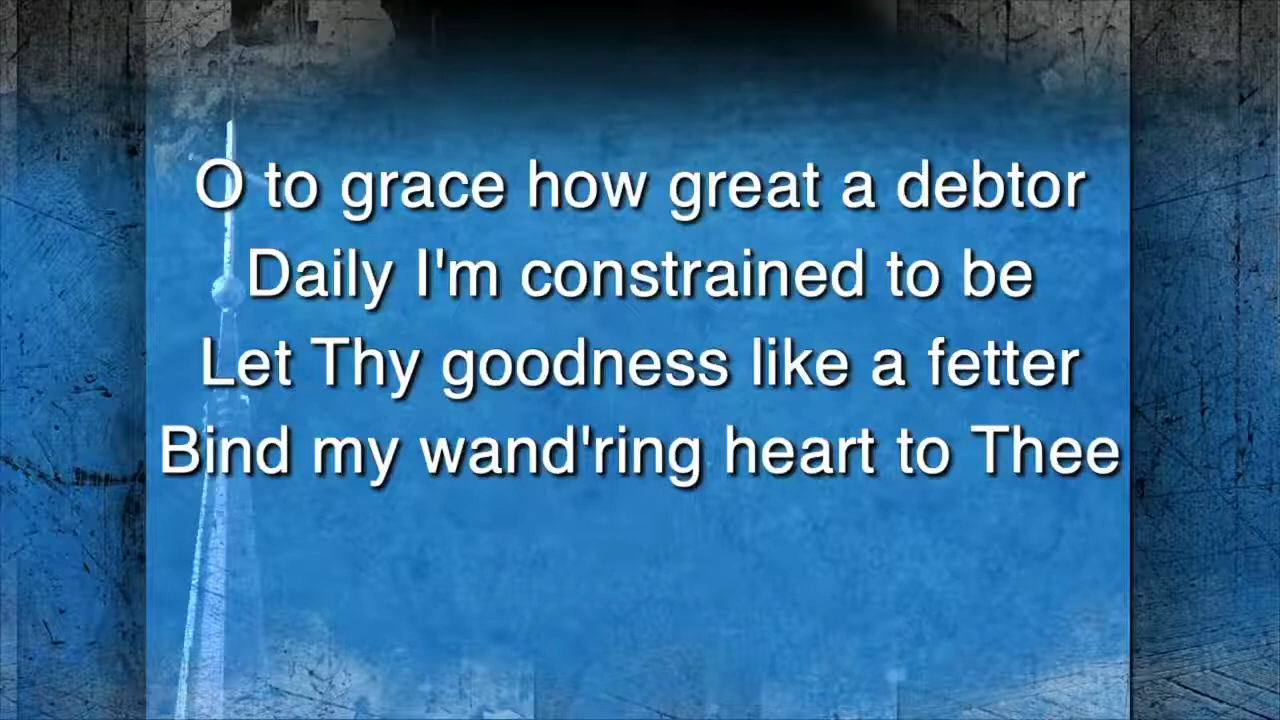 O to grace how great a debtor
Daily I'm constrained to be
Let Thy goodness like a fetter
Bind my wand'ring heart to Thee